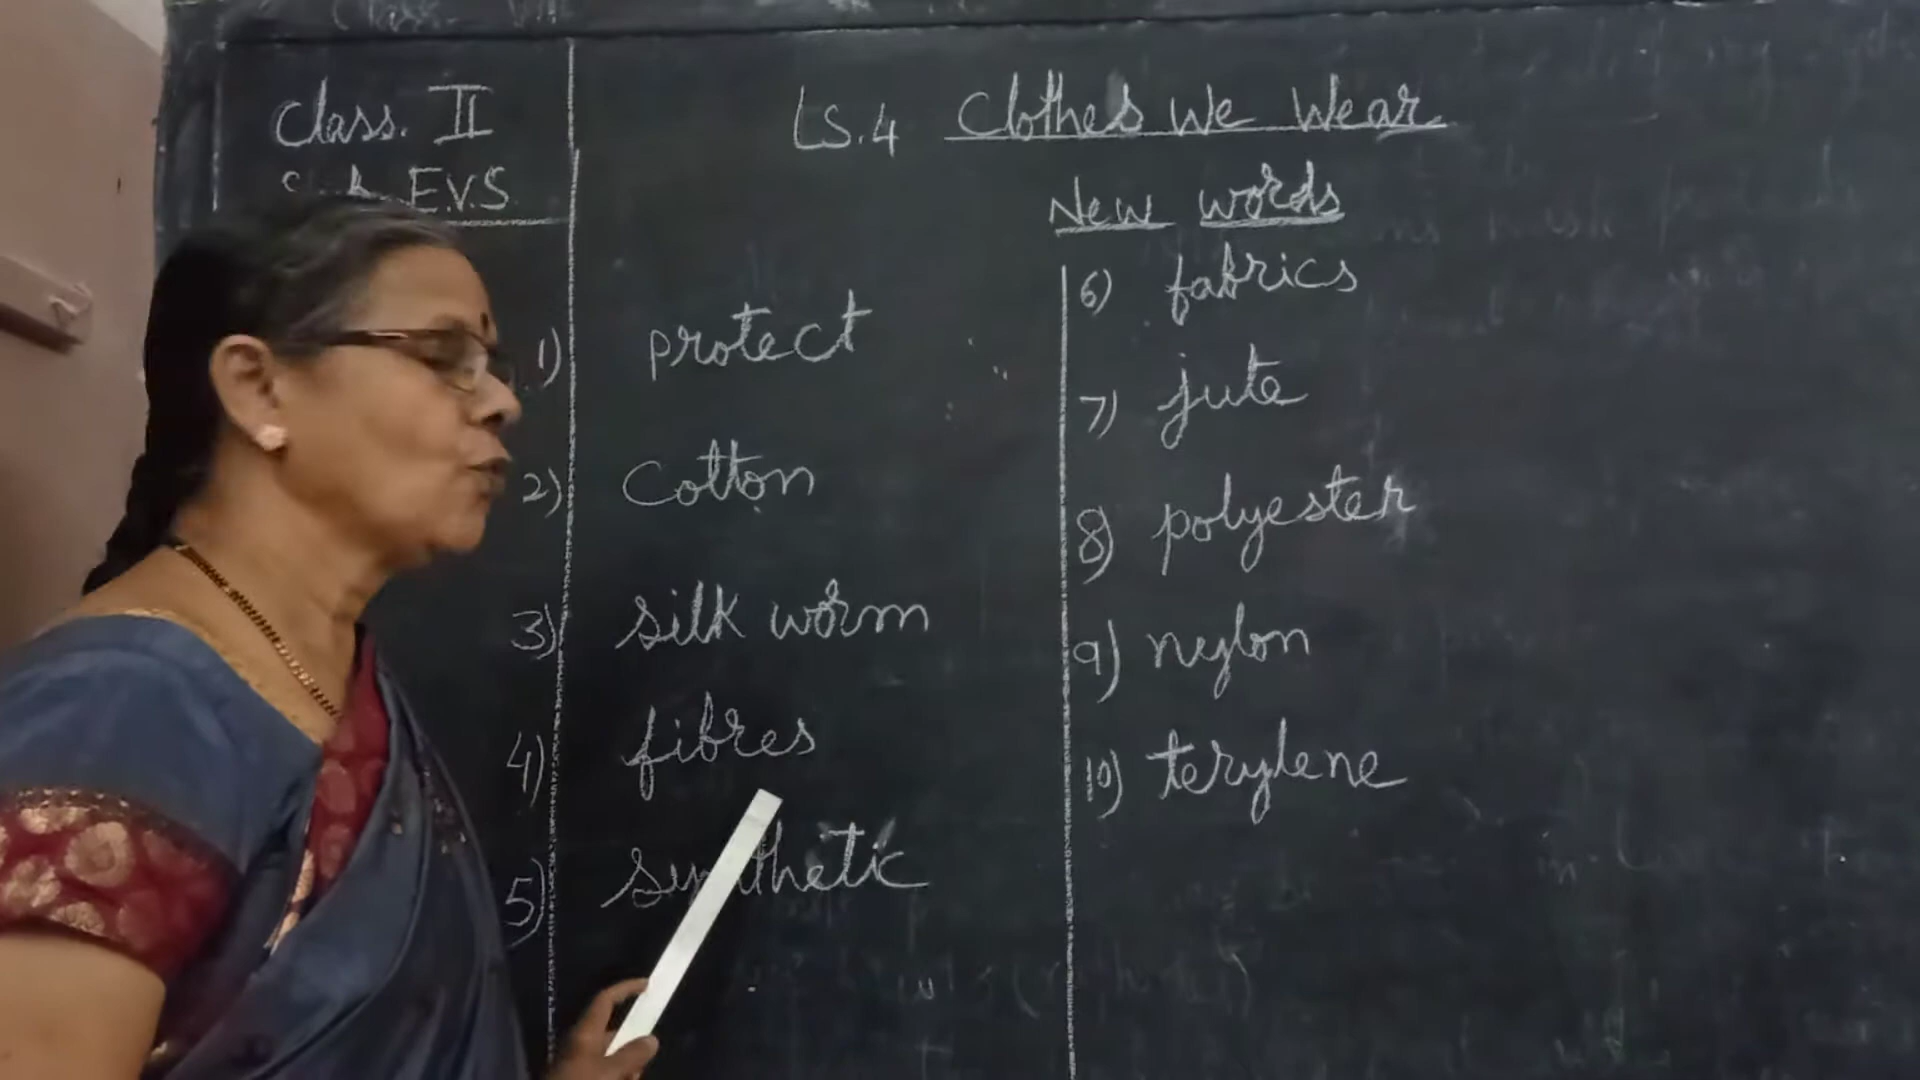 Class. II
E.V.S
LS.4 Clothes We Wear
New words
1) protect
2) Cotton
3) silk worm
4) fibres
5) synthetic
6) fabrics
7) jute
8) polyester
9) nylon
10) terylene